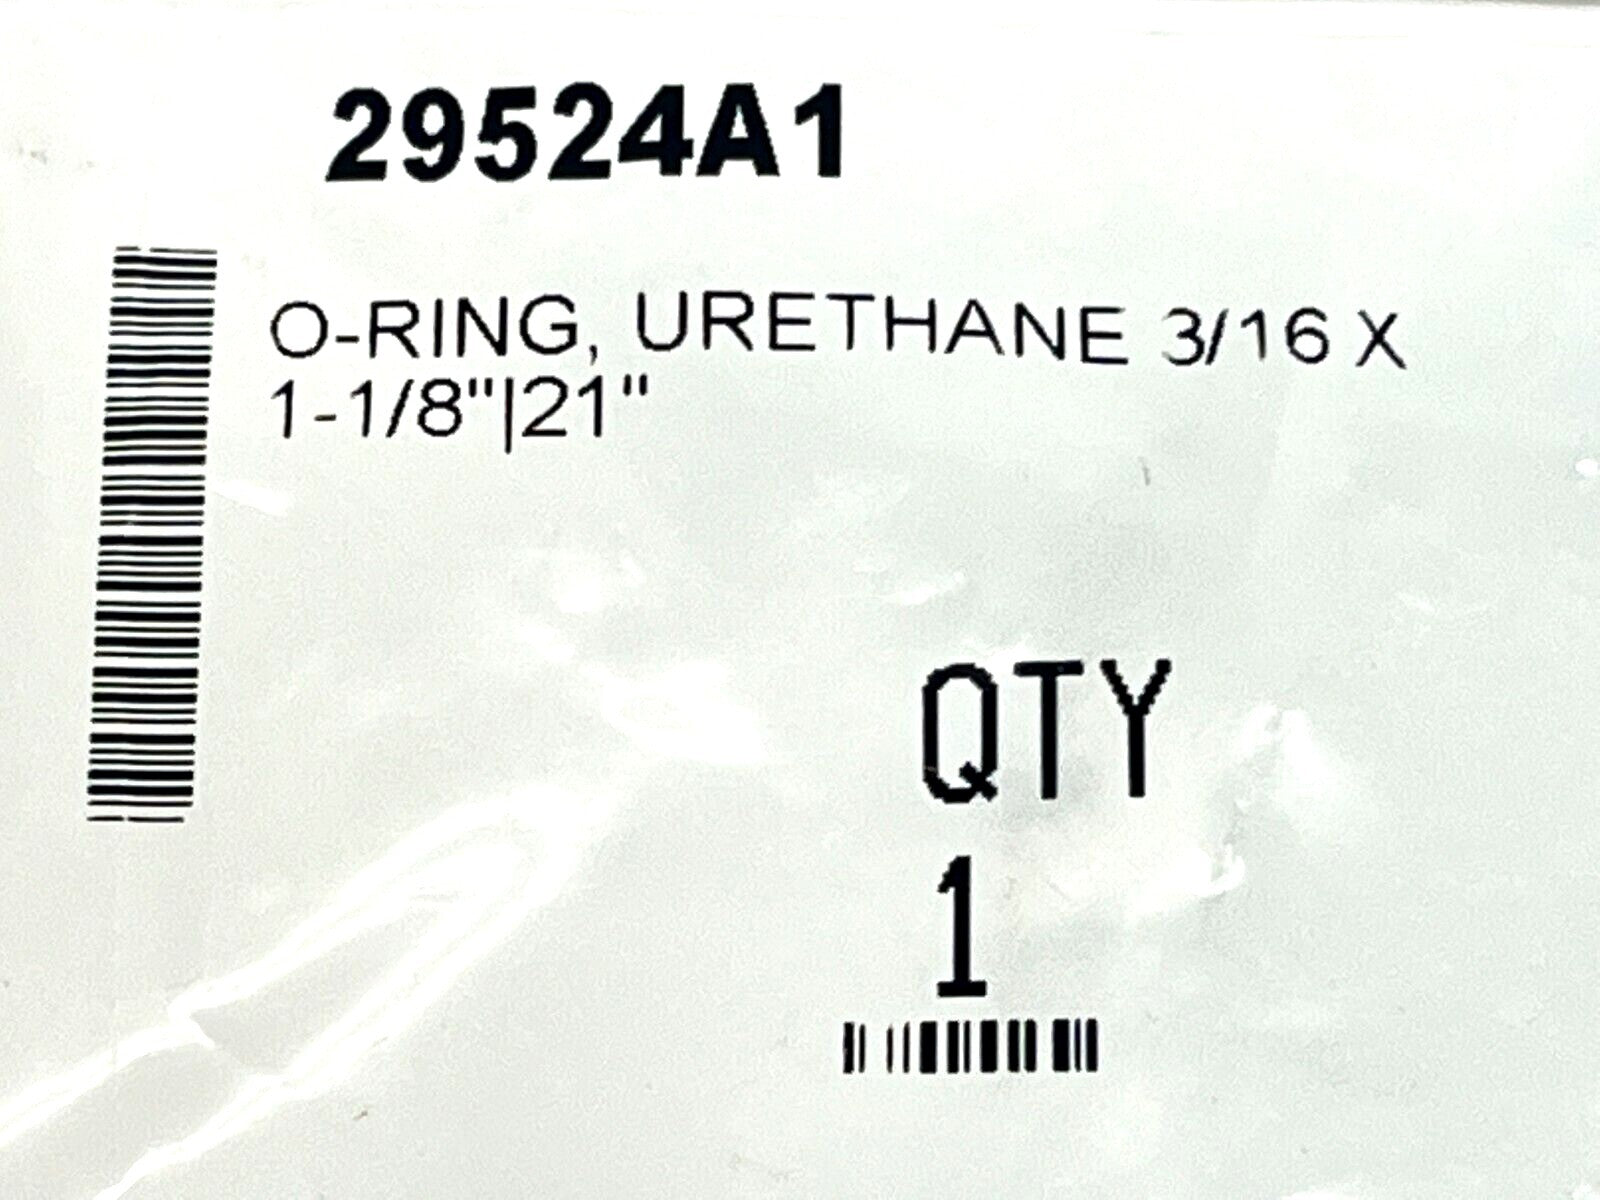 29524A1
O-RING, URETHANE 3/16 X
1-1/8"|21"
QTY
1